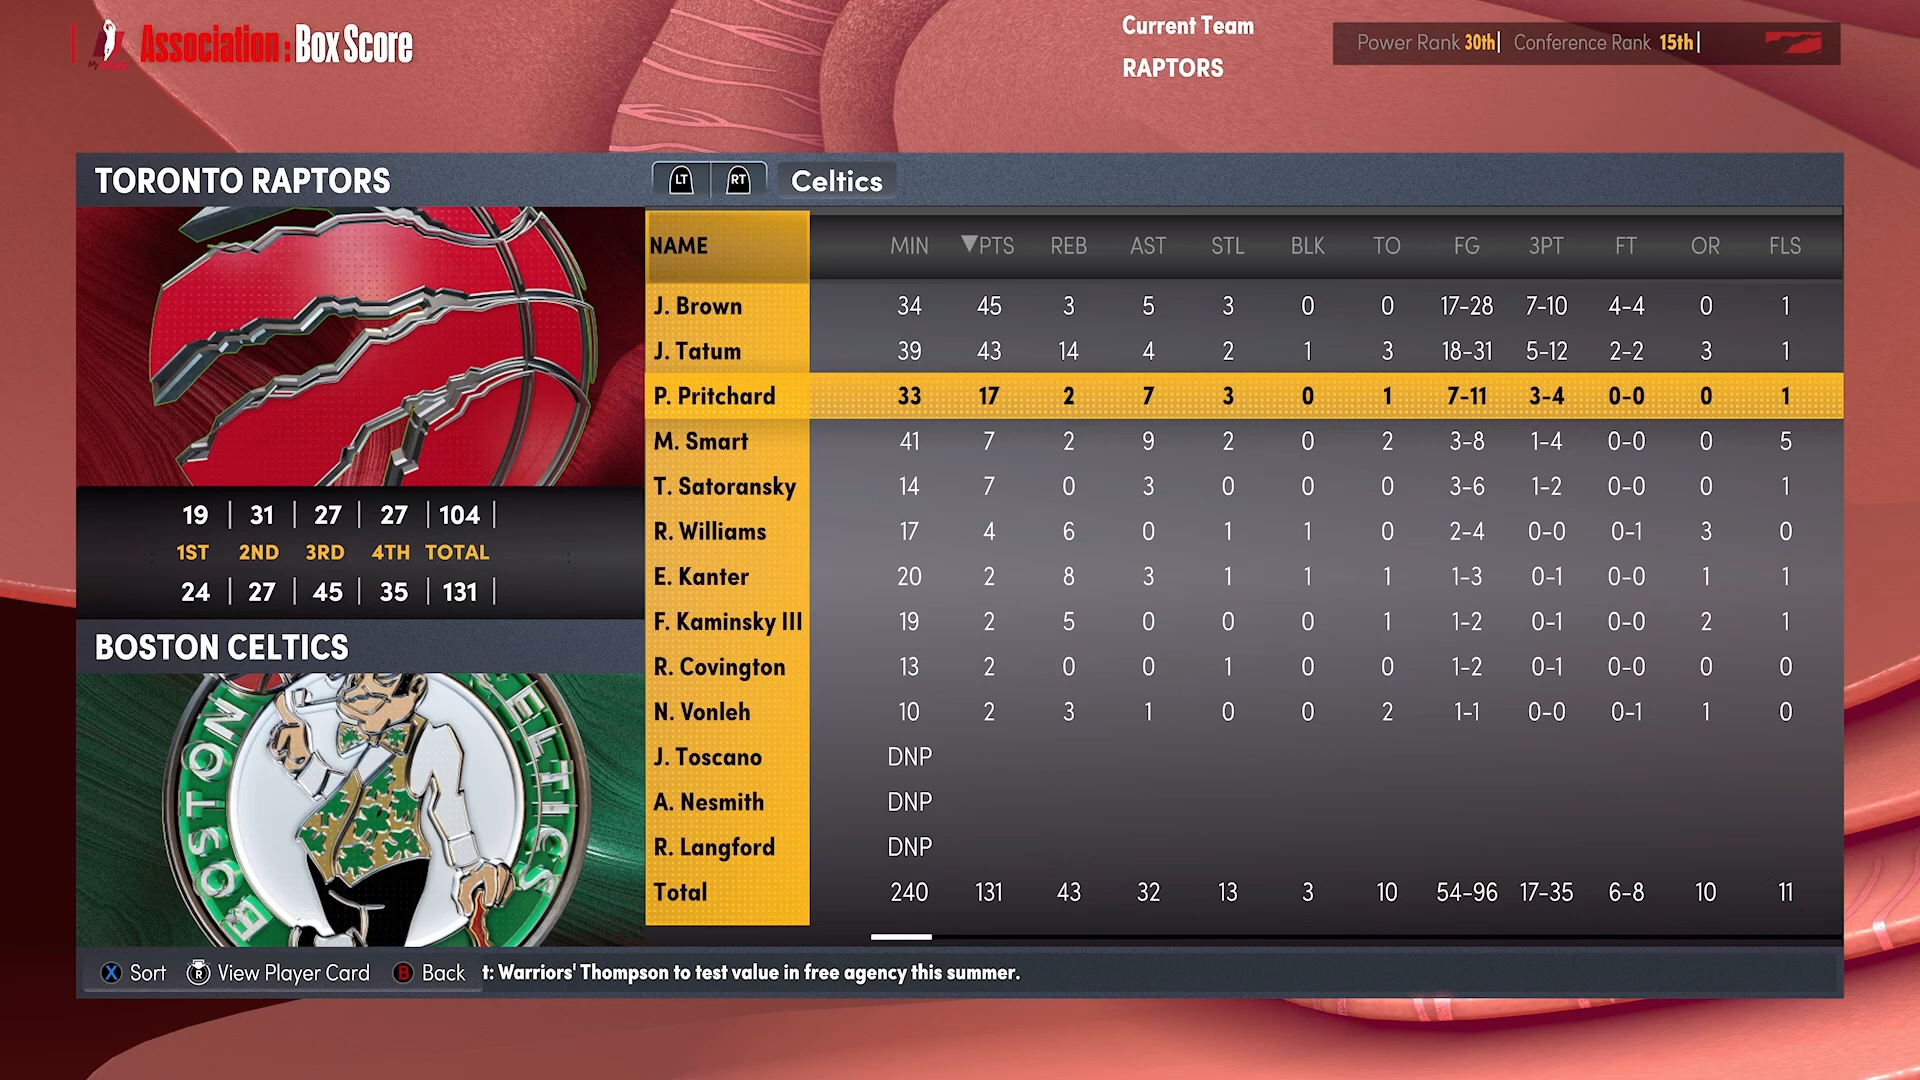 Association : Box Score
Current Team
RAPTORS
Power Rank 30th| Conference Rank 15th|
TORONTO RAPTORS
LT RT Celtics
19 | 31 | 27 | 27 | 104 |
1ST 2ND 3RD 4TH TOTAL
24 | 27 | 45 | 35 | 131 |
BOSTON CELTICS
BOSTON CELTICS
NAME MIN ▼PTS REB AST STL BLK TO FG 3PT FT OR FLS
J. Brown 34 45 3 5 3 0 0 17-28 7-10 4-4 0 1
J. Tatum 39 43 14 4 2 1 3 18-31 5-12 2-2 3 1
P. Pritchard 33 17 2 7 3 0 1 7-11 3-4 0-0 0 1
M. Smart 41 7 2 9 2 0 2 3-8 1-4 0-0 0 5
T. Satoransky 14 7 0 3 0 0 0 3-6 1-2 0-0 0 1
R. Williams 17 4 6 0 1 1 0 2-4 0-0 0-1 3 0
E. Kanter 20 2 8 3 1 1 1 1-3 0-1 0-0 1 1
F. Kaminsky III 19 2 5 0 0 0 1 1-2 0-1 0-0 2 1
R. Covington 13 2 0 0 1 0 0 1-2 0-1 0-0 0 0
N. Vonleh 10 2 3 1 0 0 2 1-1 0-0 0-1 1 0
J. Toscano DNP
A. Nesmith DNP
R. Langford DNP
Total 240 131 43 32 13 3 10 54-96 17-35 6-8 10 11
X Sort R View Player Card B Back t: Warriors' Thompson to test value in free agency this summer.